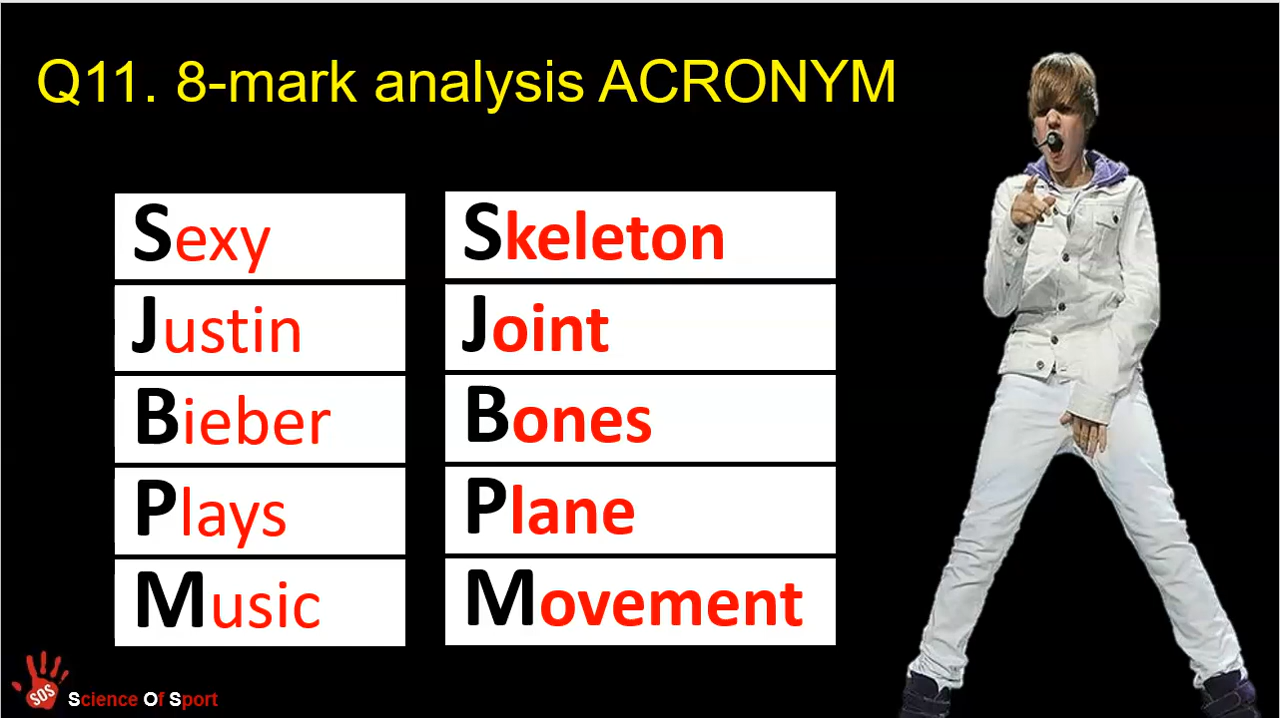 Q11. 8-mark analysis ACRONYM
Sexy Skeleton
Justin Joint
Bieber Bones
Plays Plane
Music Movement
SOS Science Of Sport